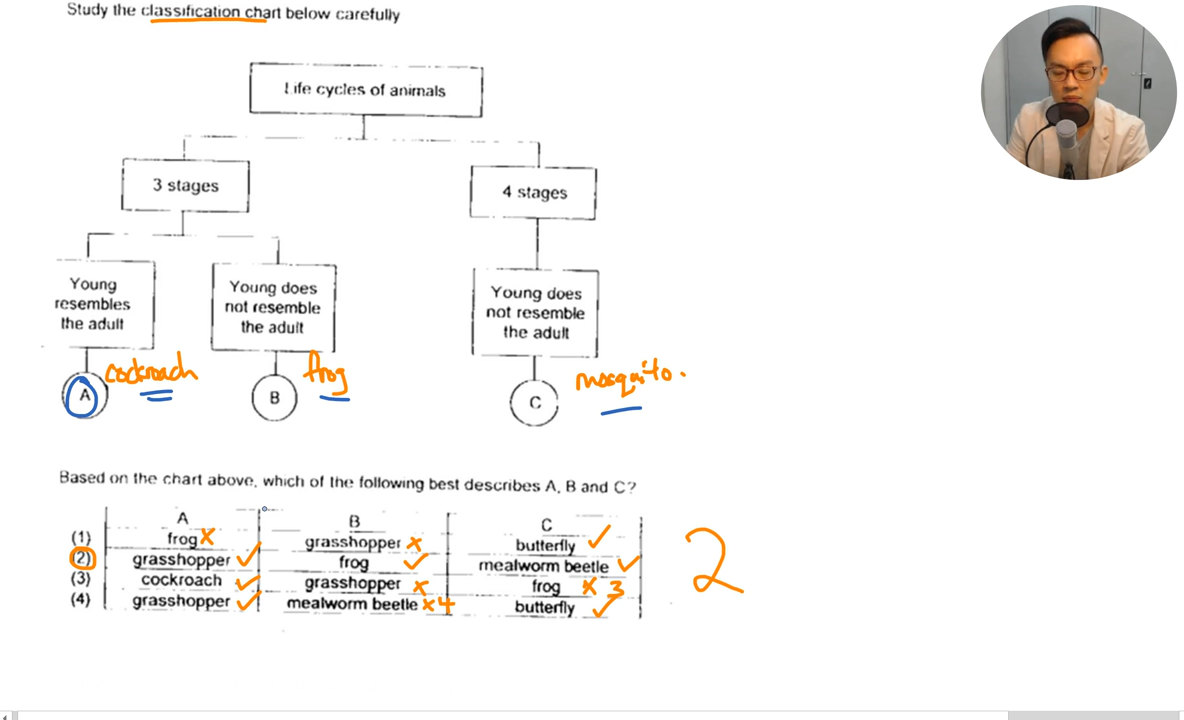 Study the classification chart below carefully
Life cycles of animals
3 stages
4 stages
Young
resembles
the adult
Young does
not resemble
the adult
Young does
not resemble
the adult
A
cockroach
B
frog
C
mosquito.
Based on the chart above, which of the following best describes A, B and C?
A B C
(1) frog x grasshopper x butterfly ✓
(2) grasshopper ✓ frog ✓ mealworm beetle ✓
(3) cockroach ✓ grasshopper x frog x 3
(4) grasshopper ✓ mealworm beetle x 4 butterfly ✓
2